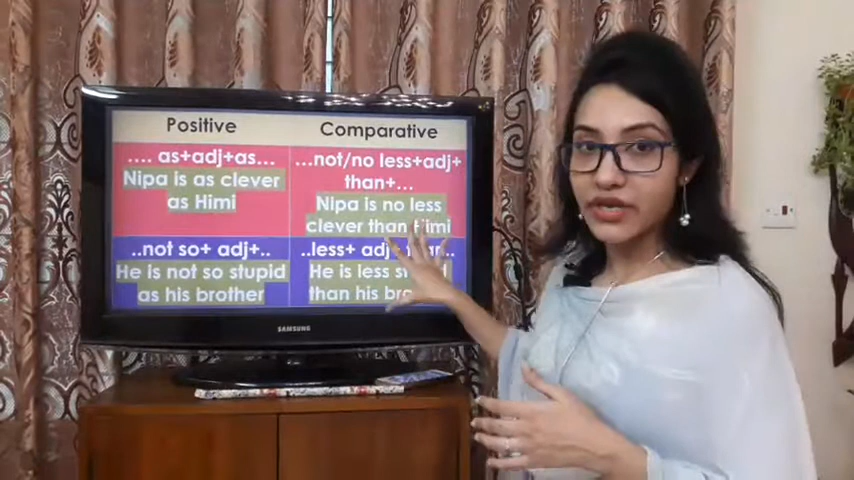 Positive
Comparative
.... as+adj+as...
Nipa is as clever
as Himi
...not/no less+adj+
than+...
Nipa is no less
clever than Himi
...not so+ adj+...
He is not so stupid
as his brother
...less+
He is less
than his
SAMSUNG